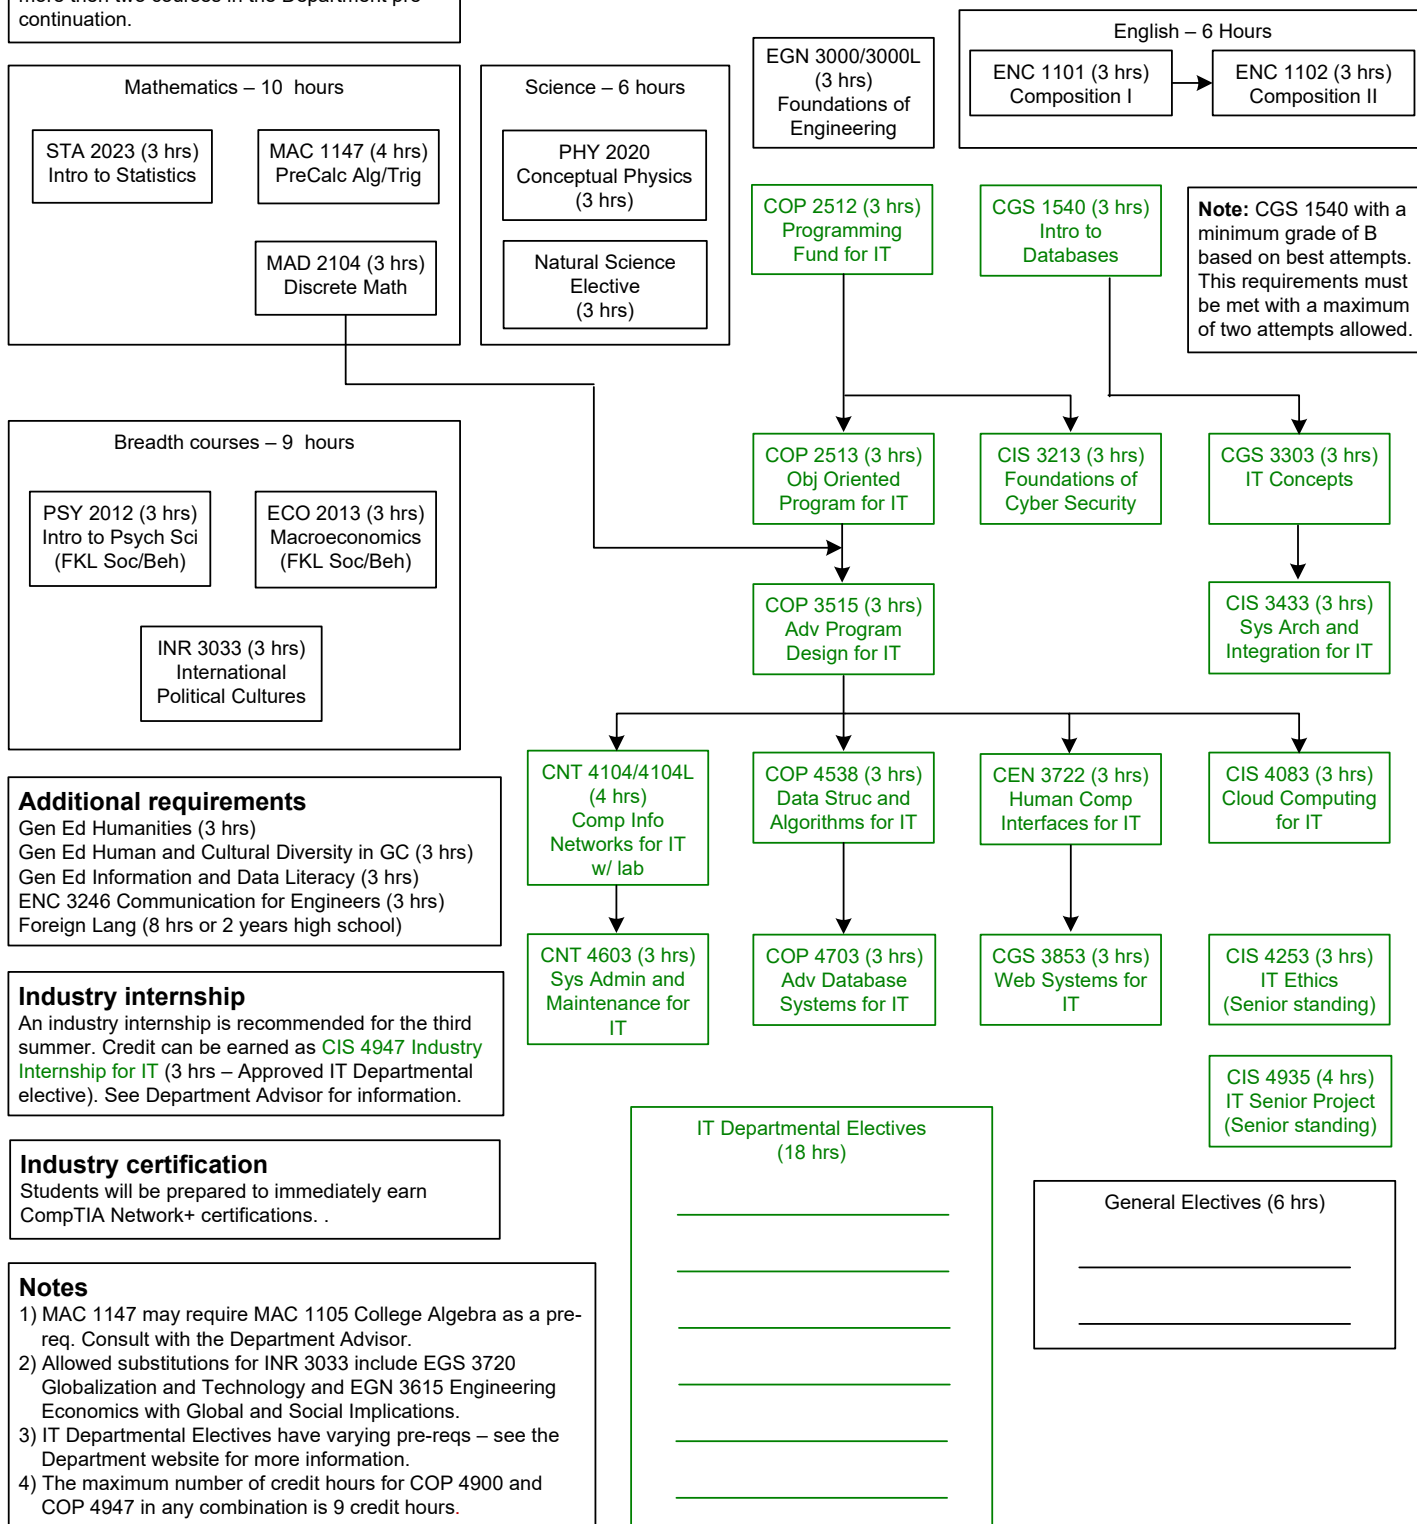 more then two courses in the Department pre-
continuation.
English – 6 Hours
ENC 1101 (3 hrs)
Composition I
ENC 1102 (3 hrs)
Composition II
EGN 3000/3000L
(3 hrs)
Foundations of
Engineering
Mathematics – 10  hours
STA 2023 (3 hrs)
Intro to Statistics
MAC 1147 (4 hrs)
PreCalc Alg/Trig
MAD 2104 (3 hrs)
Discrete Math
Science – 6 hours
PHY 2020
Conceptual Physics
(3 hrs)
Natural Science
Elective
(3 hrs)
COP 2512 (3 hrs)
Programming
Fund for IT
CGS 1540 (3 hrs)
Intro to
Databases
Note: CGS 1540 with a
minimum grade of B
based on best attempts.
This requirements must
be met with a maximum
of two attempts allowed.
Breadth courses – 9  hours
PSY 2012 (3 hrs)
Intro to Psych Sci
(FKL Soc/Beh)
ECO 2013 (3 hrs)
Macroeconomics
(FKL Soc/Beh)
INR 3033 (3 hrs)
International
Political Cultures
COP 2513 (3 hrs)
Obj Oriented
Program for IT
CIS 3213 (3 hrs)
Foundations of
Cyber Security
CGS 3303 (3 hrs)
IT Concepts
COP 3515 (3 hrs)
Adv Program
Design for IT
CIS 3433 (3 hrs)
Sys Arch and
Integration for IT
CNT 4104/4104L
(4 hrs)
Comp Info
Networks for IT
w/ lab
COP 4538 (3 hrs)
Data Struc and
Algorithms for IT
CEN 3722 (3 hrs)
Human Comp
Interfaces for IT
CIS 4083 (3 hrs)
Cloud Computing
for IT
Additional requirements
Gen Ed Humanities (3 hrs)
Gen Ed Human and Cultural Diversity in GC (3 hrs)
Gen Ed Information and Data Literacy (3 hrs)
ENC 3246 Communication for Engineers (3 hrs)
Foreign Lang (8 hrs or 2 years high school)
CNT 4603 (3 hrs)
Sys Admin and
Maintenance for
IT
COP 4703 (3 hrs)
Adv Database
Systems for IT
CGS 3853 (3 hrs)
Web Systems for
IT
CIS 4253 (3 hrs)
IT Ethics
(Senior standing)
Industry internship
An industry internship is recommended for the third
summer. Credit can be earned as CIS 4947 Industry
Internship for IT (3 hrs – Approved IT Departmental
elective). See Department Advisor for information.
CIS 4935 (4 hrs)
IT Senior Project
(Senior standing)
Industry certification
Students will be prepared to immediately earn
CompTIA Network+ certifications. .
IT Departmental Electives
(18 hrs)
General Electives (6 hrs)
Notes
1) MAC 1147 may require MAC 1105 College Algebra as a pre-
req. Consult with the Department Advisor.
2) Allowed substitutions for INR 3033 include EGS 3720
Globalization and Technology and EGN 3615 Engineering
Economics with Global and Social Implications.
3) IT Departmental Electives have varying pre-reqs – see the
Department website for more information.
4) The maximum number of credit hours for COP 4900 and
COP 4947 in any combination is 9 credit hours.